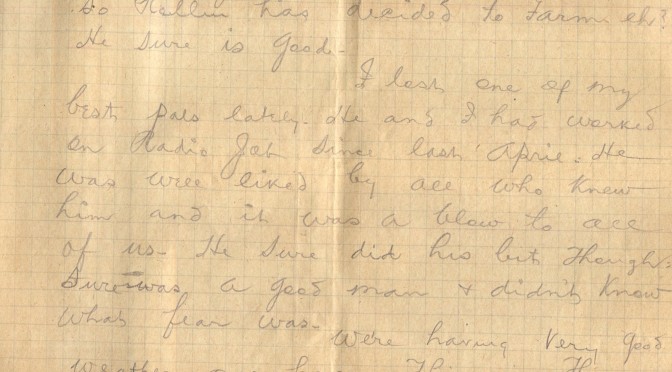 So Rollin has decided to Farm eh?
He Sure is Good-
I lost one of my
best pals lately. He and I had worked
on Radio Job Since last April. He
was well liked by all who knew
him and it was a blow to all
of us- He Sure did his bit though.
Sure was a good man + didn't Know
what fear was-
We're having Very Good
Weather